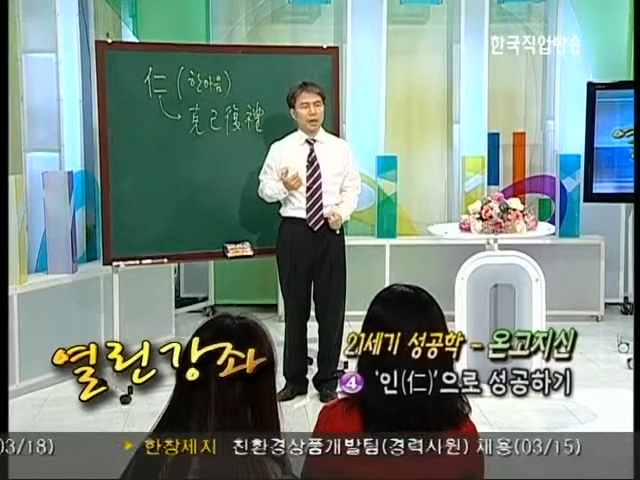 한국직업방송
仁 (한마음)
克己復禮
열린강좌
21세기 성공학 - 온고지신
4 '인(仁)'으로 성공하기
03/18) ▶ 한창제지 친환경상품개발팀(경력사원) 채용(03/15)